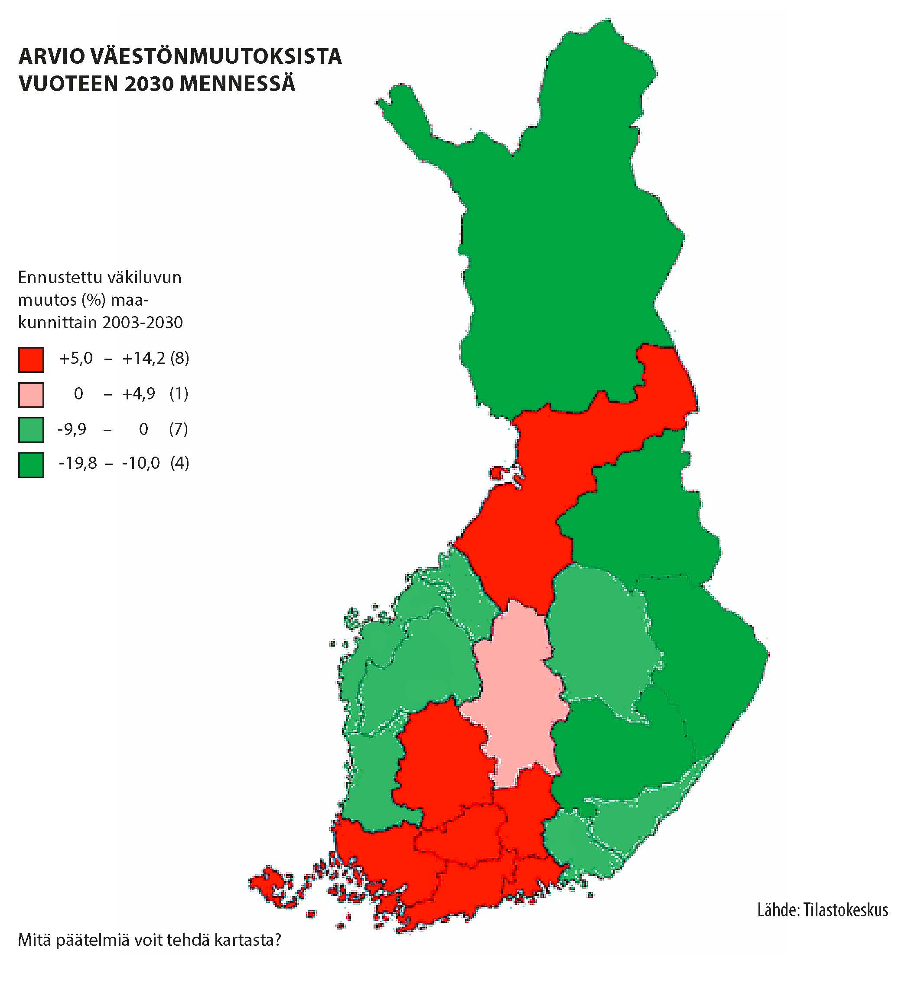 ARVIO VÄESTÖNMUUTOKSISTA
VUOTEEN 2030 MENNESSÄ
Ennustettu väkiluvun
muutos (%) maa-
kunnittain 2003-2030
+5,0 – +14,2 (8)
0 – +4,9 (1)
-9,9 – 0 (7)
-19,8 – -10,0 (4)
Lähde: Tilastokeskus
Mitä päätelmiä voit tehdä kartasta?